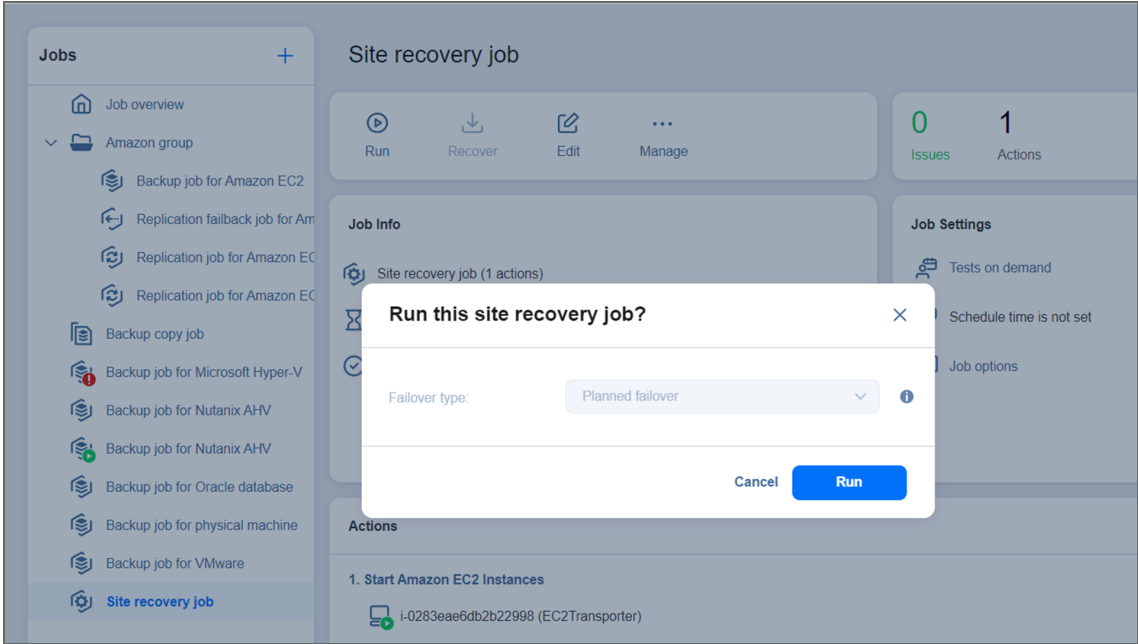 Jobs
Job overview
Amazon group
Backup job for Amazon EC2
Replication failback job for Am
Replication job for Amazon EC
Replication job for Amazon EC
Backup copy job
Backup job for Microsoft Hyper-V
Backup job for Nutanix AHV
Backup job for Nutanix AHV
Backup job for Oracle database
Backup job for physical machine
Backup job for VMware
Site recovery job
Site recovery job
Run
Recover
Edit
Manage
0
Issues
1
Actions
Job Info
Site recovery job (1 actions)
Job Settings
Tests on demand
Schedule time is not set
Job options
Run this site recovery job?
Failover type:
Planned failover
Cancel
Run
Actions
1. Start Amazon EC2 Instances
i-0283eae6db2b22998 (EC2Transporter)